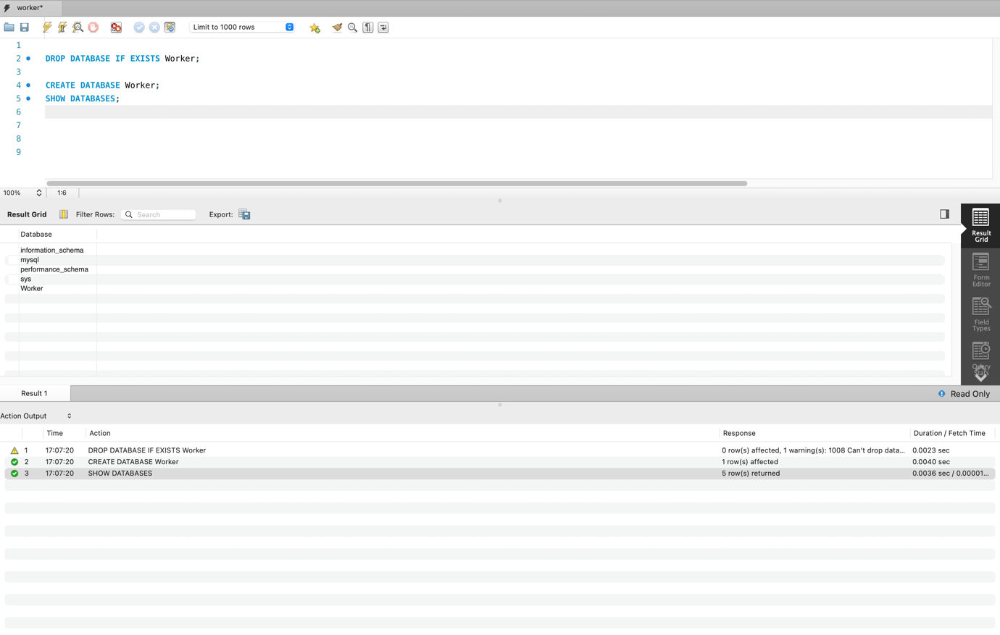 worker*
Limit to 1000 rows
1
2 DROP DATABASE IF EXISTS Worker;
3
4 CREATE DATABASE Worker;
5 SHOW DATABASES;
6
7
8
9
100% 1:6
Result Grid Filter Rows: Search Export:
Database
information_schema
mysql
performance_schema
sys
Worker
Result
Grid
Form
Editor
Field
Types
Query
Stats
Result 1 Read Only
Action Output
Time Action Response Duration / Fetch Time
1 17:07:20 DROP DATABASE IF EXISTS Worker 0 row(s) affected, 1 warning(s): 1008 Can't drop data... 0.0023 sec
2 17:07:20 CREATE DATABASE Worker 1 row(s) affected 0.0040 sec
3 17:07:20 SHOW DATABASES 5 row(s) returned 0.0036 sec / 0.00001...